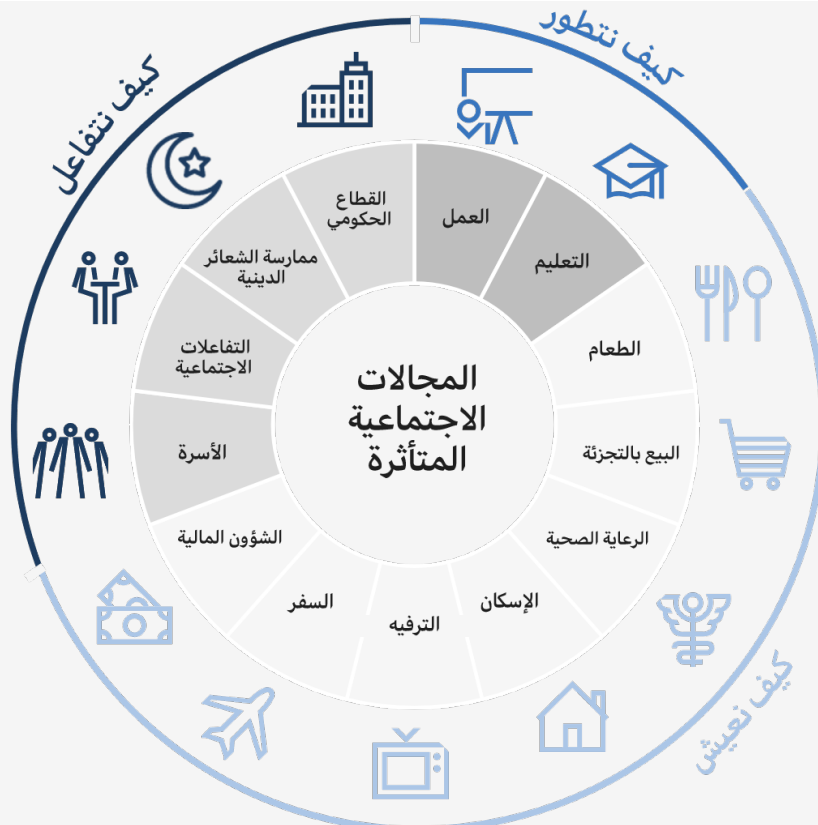 المجالات
الاجتماعية
المتأثرة
كيف نتطور
العمل
التعليم
كيف نعيش
الطعام
البيع بالتجزئة
الرعاية الصحية
الإسكان
الترفيه
السفر
الشؤون المالية
كيف نتفاعل
الأسرة
التفاعلات
الاجتماعية
ممارسة الشعائر
الدينية
القطاع
الحكومي